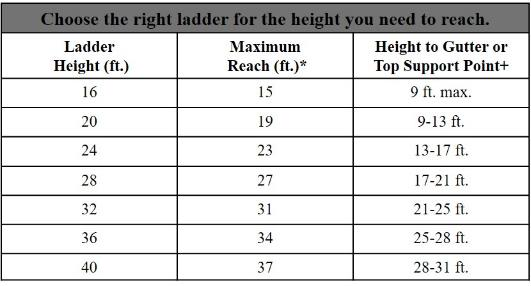 Choose the right ladder for the height you need to reach.
Ladder Maximum Height to Gutter or
Height (ft.) Reach (ft.)* Top Support Point+
16 15 9 ft. max.
20 19 9-13 ft.
24 23 13-17 ft.
28 27 17-21 ft.
32 31 21-25 ft.
36 34 25-28 ft.
40 37 28-31 ft.